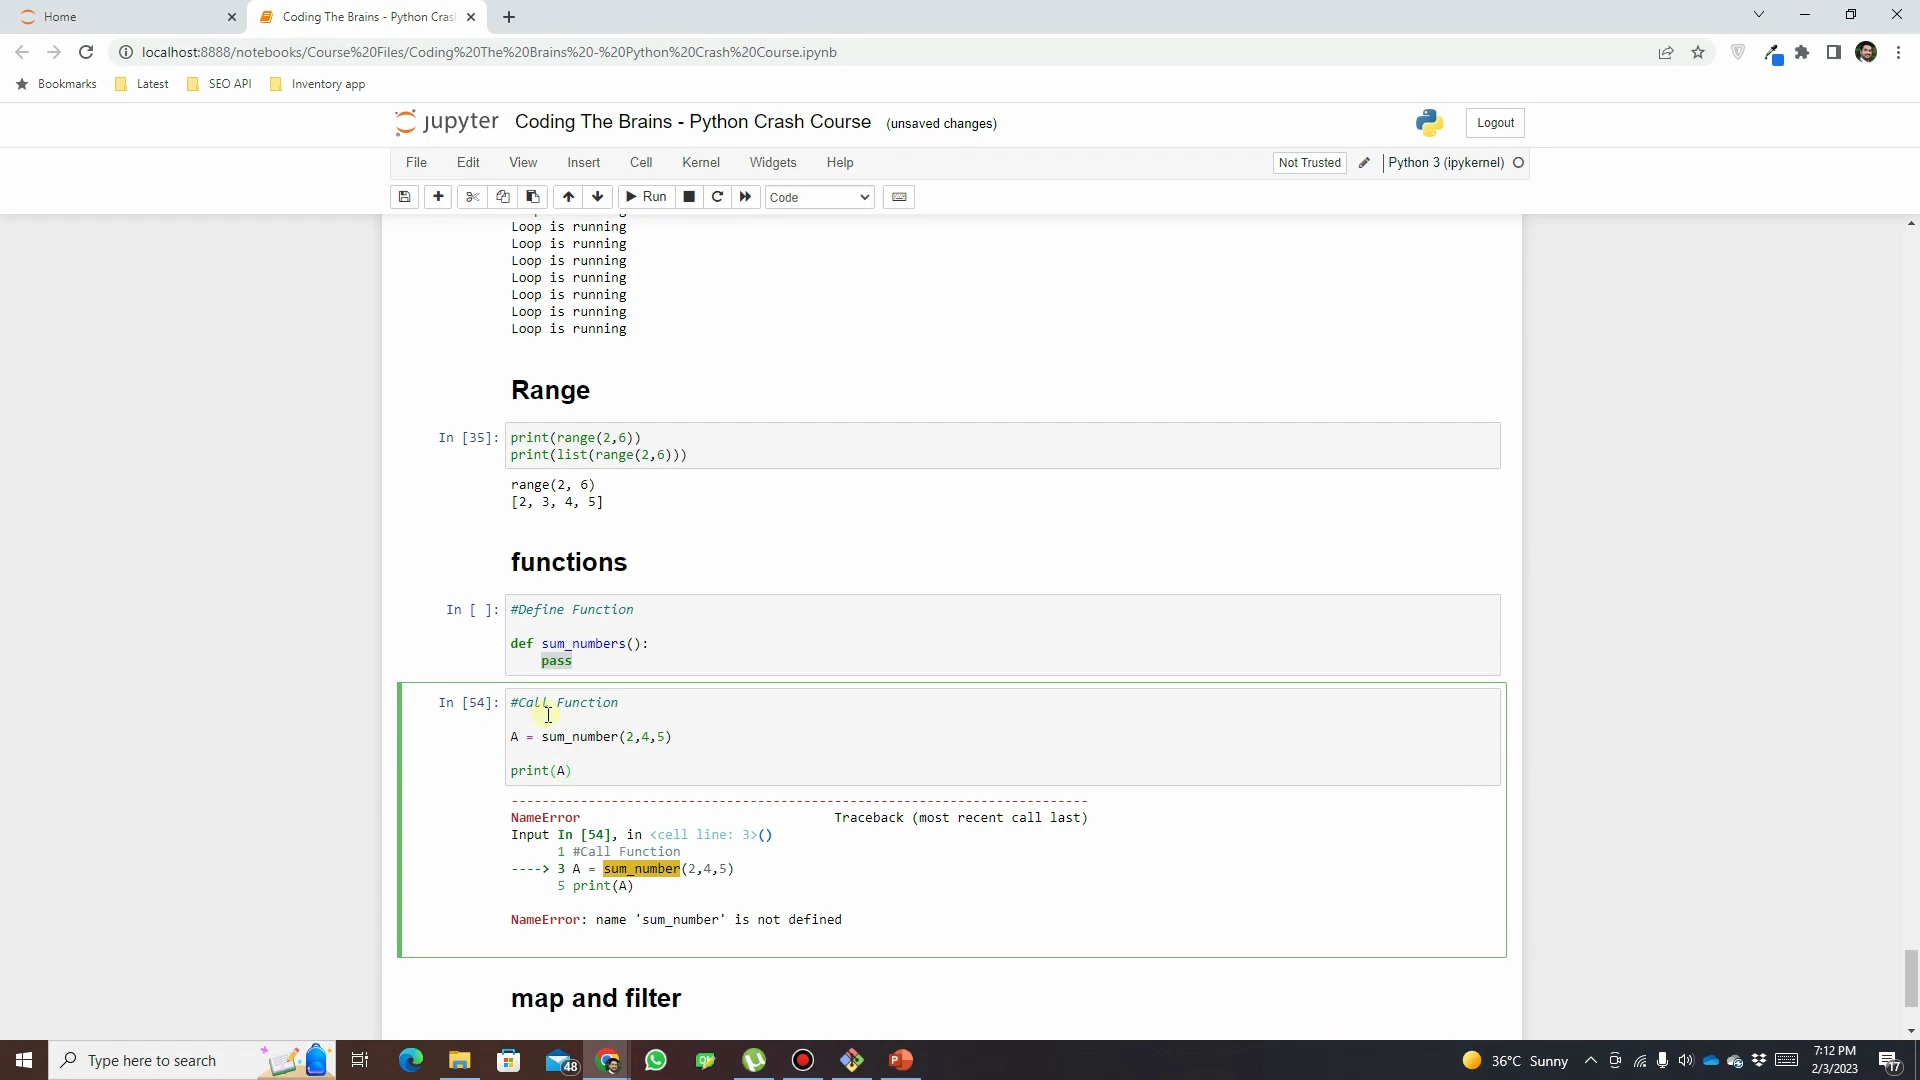 Home
Coding The Brains - Python Cras
localhost:8888/notebooks/Course%20Files/Coding%20The%20Brains%20-%20Python%20Crash%20Course.ipynb
Bookmarks Latest SEO API Inventory app
jupyter Coding The Brains - Python Crash Course (unsaved changes)
Logout
File Edit View Insert Cell Kernel Widgets Help
Not Trusted Python 3 (ipykernel)
Run Code
Loop is running
Loop is running
Loop is running
Loop is running
Loop is running
Loop is running
Loop is running
Range
In [35]: print(range(2,6))
print(list(range(2,6)))
range(2, 6)
[2, 3, 4, 5]
functions
In [ ]: #Define Function
def sum_numbers():
pass
In [54]: #Call Function
A = sum_number(2,4,5)
print(A)
---------------------------------------------------------------------------
NameError Traceback (most recent call last)
Input In [54], in <cell line: 3>()
1 #Call Function
----> 3 A = sum_number(2,4,5)
5 print(A)
NameError: name 'sum_number' is not defined
map and filter
Type here to search
48
36°C Sunny
7:12 PM
2/3/2023
17